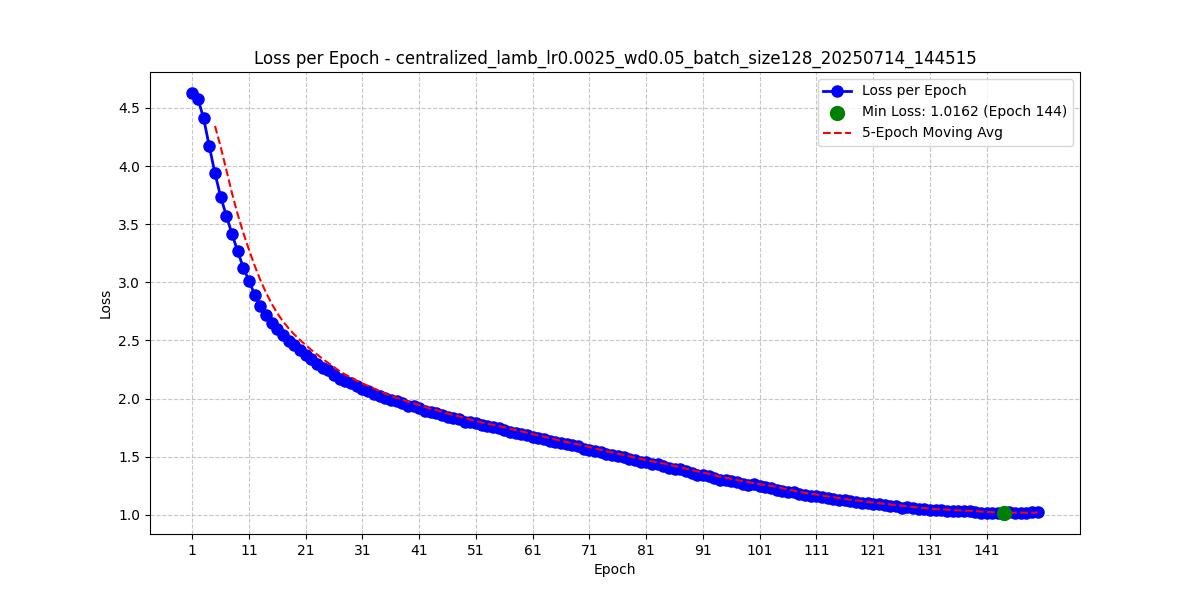 Loss per Epoch - centralized_lamb_lr0.0025_wd0.05_batch_size128_20250714_144515
Loss per Epoch
Min Loss: 1.0162 (Epoch 144)
5-Epoch Moving Avg
Loss
4.5
4.0
3.5
3.0
2.5
2.0
1.5
1.0
1 11 21 31 41 51 61 71 81 91 101 111 121 131 141
Epoch